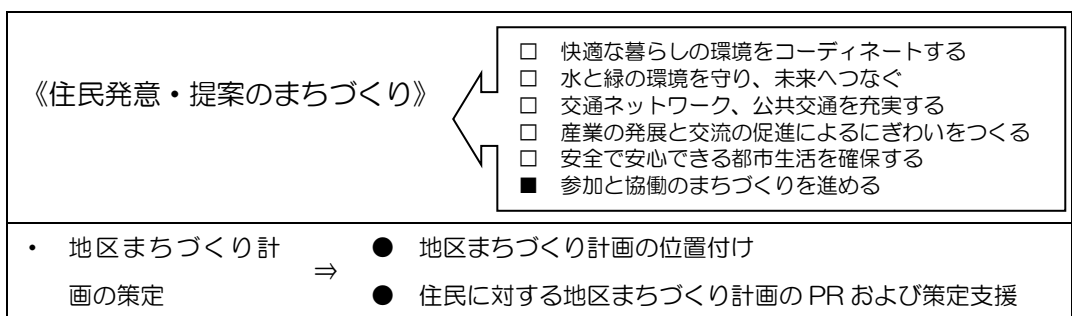 《住民発意・提案のまちづくり》
□ 快適な暮らしの環境をコーディネートする
□ 水と緑の環境を守り、未来へつなぐ
□ 交通ネットワーク、公共交通を充実する
□ 産業の発展と交流の促進によるにぎわいをつくる
□ 安全で安心できる都市生活を確保する
■ 参加と協働のまちづくりを進める
・ 地区まちづくり計
画の策定
⇒
● 地区まちづくり計画の位置付け
● 住民に対する地区まちづくり計画の PR および策定支援